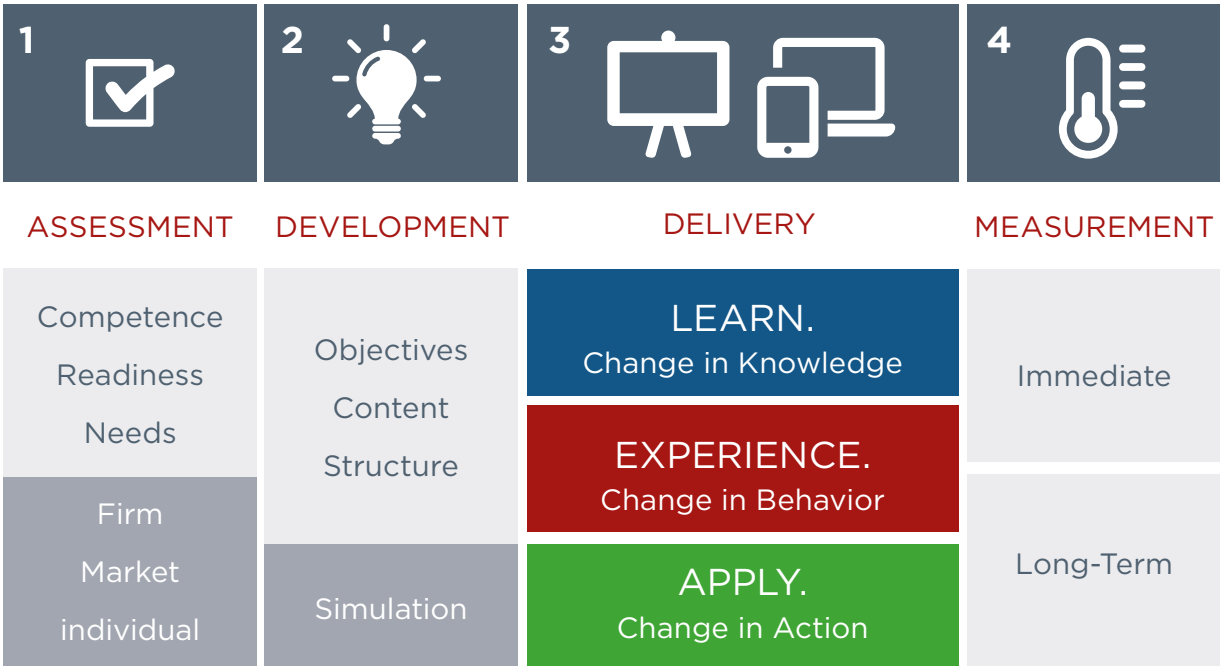 1
ASSESSMENT
Competence
Readiness
Needs
Firm
Market
individual
2
DEVELOPMENT
Objectives
Content
Structure
Simulation
3
DELIVERY
LEARN.
Change in Knowledge
EXPERIENCE.
Change in Behavior
APPLY.
Change in Action
4
MEASUREMENT
Immediate
Long-Term